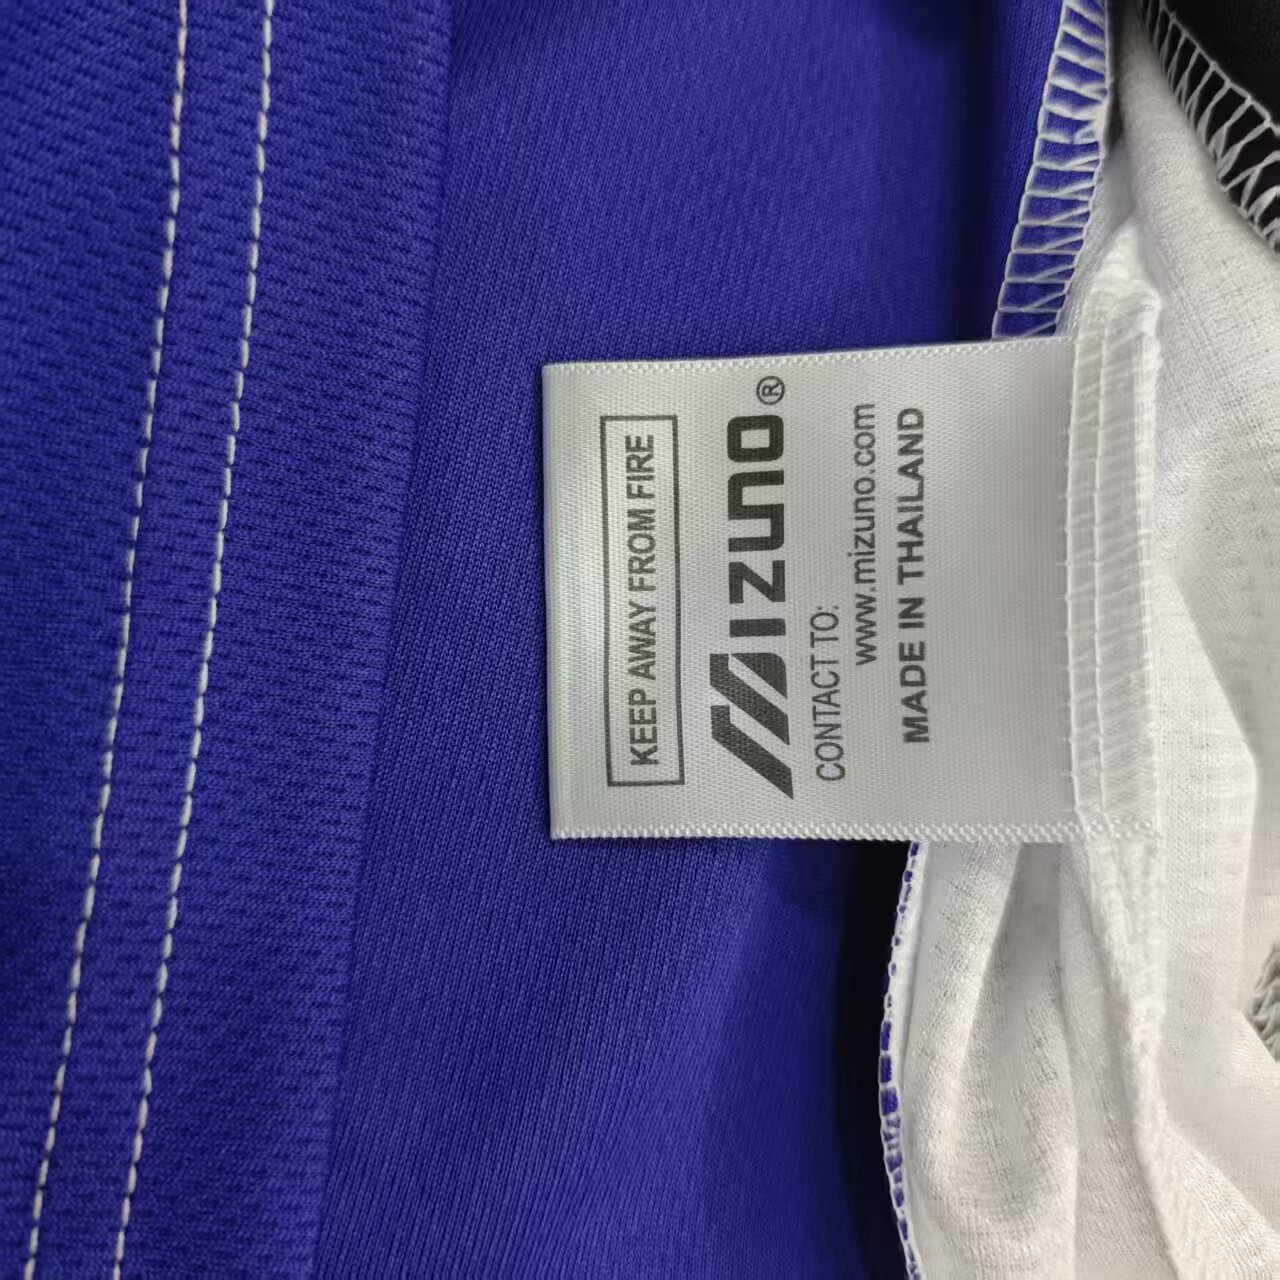 KEEP AWAY FROM FIRE
MIZUNO®
CONTACT TO:
www.mizuno.com
MADE IN THAILAND